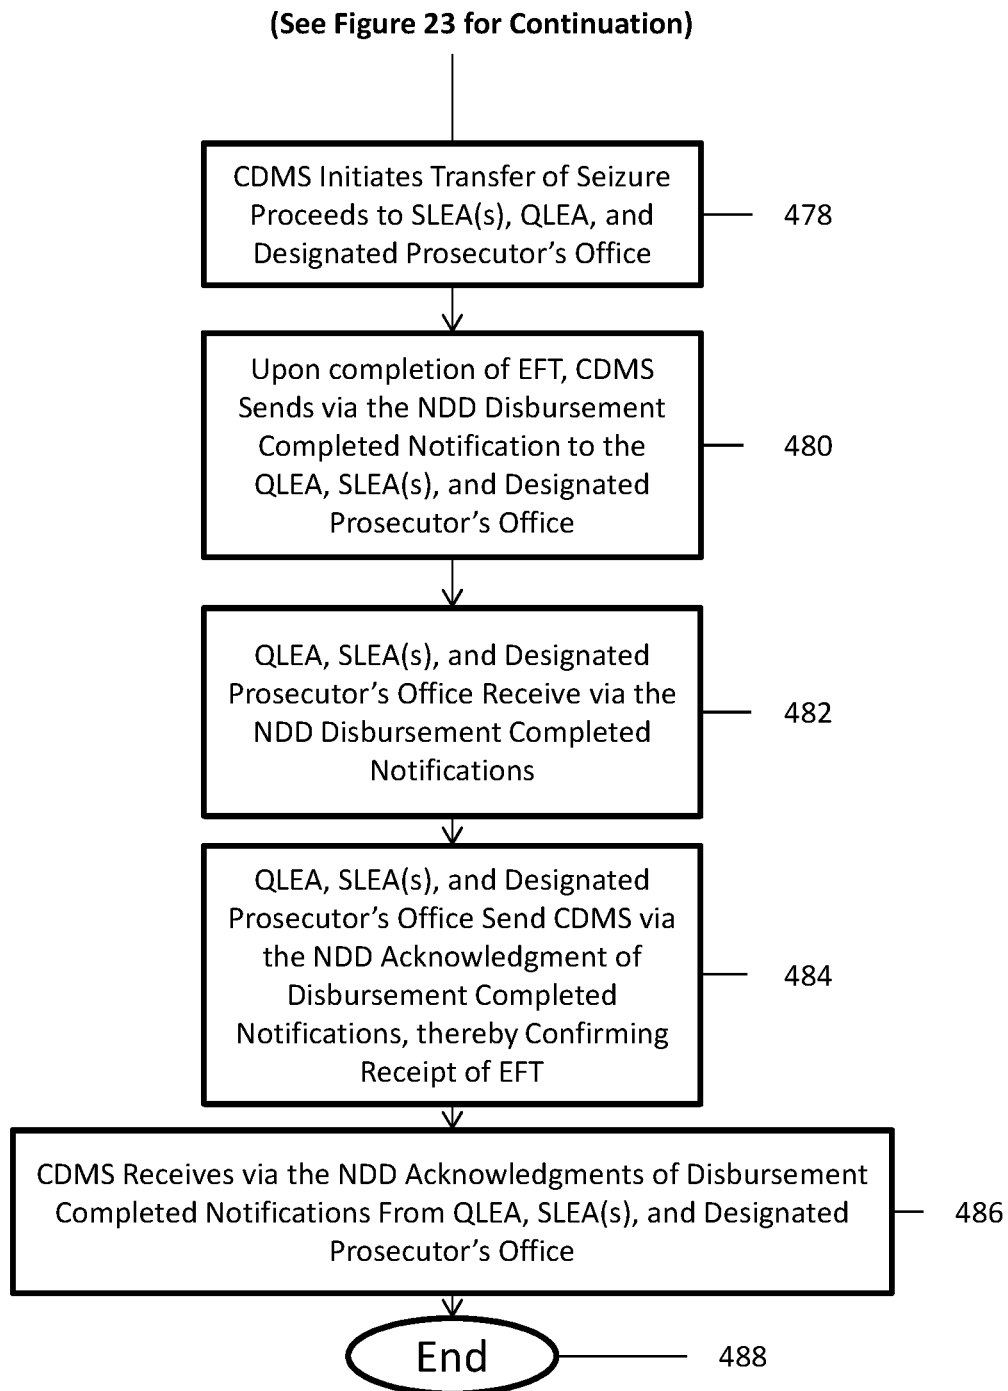 (See Figure 23 for Continuation)
CDMS Initiates Transfer of Seizure
Proceeds to SLEA(s), QLEA, and
Designated Prosecutor’s Office
478
Upon completion of EFT, CDMS
Sends via the NDD Disbursement
Completed Notification to the
QLEA, SLEA(s), and Designated
Prosecutor’s Office
480
QLEA, SLEA(s), and Designated
Prosecutor’s Office Receive via the
NDD Disbursement Completed
Notifications
482
QLEA, SLEA(s), and Designated
Prosecutor’s Office Send CDMS via
the NDD Acknowledgment of
Disbursement Completed
Notifications, thereby Confirming
Receipt of EFT
484
CDMS Receives via the NDD Acknowledgments of Disbursement
Completed Notifications From QLEA, SLEA(s), and Designated
Prosecutor’s Office
486
End
488